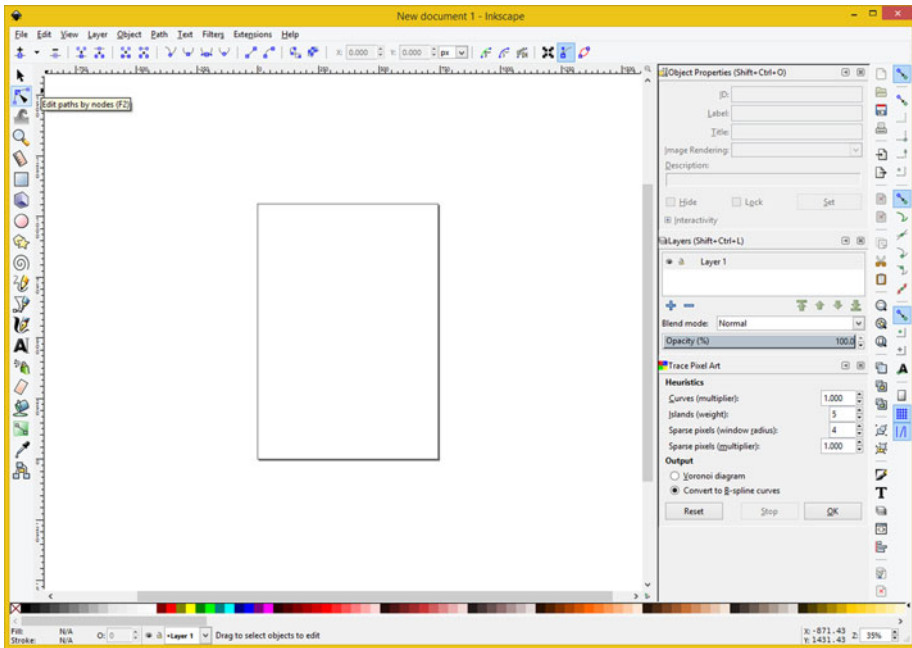 New document 1 - Inkscape
File Edit View Layer Object Path Text Filters Extensions Help
X: 0.000 Y: 0.000 px
Edit paths by nodes (F2)
Object Properties (Shift+Ctrl+O)
ID:
Label:
Title:
Image Rendering:
Description:
Hide Lock Set
Interactivity
Layers (Shift+Ctrl+L)
Layer 1
Blend mode: Normal
Opacity (%) 100.0
Trace Pixel Art
Heuristics
Curves (multiplier): 1.000
Islands (weight): 5
Sparse pixels (window radius): 4
Sparse pixels (multiplier): 1.000
Output
Voronoi diagram
Convert to B-spline curves
Reset Stop OK
Fill: N/A
Stroke: N/A
O: 0
•Layer 1
Drag to select objects to edit
X: -871.43
Y: 1431.43
Z: 35%